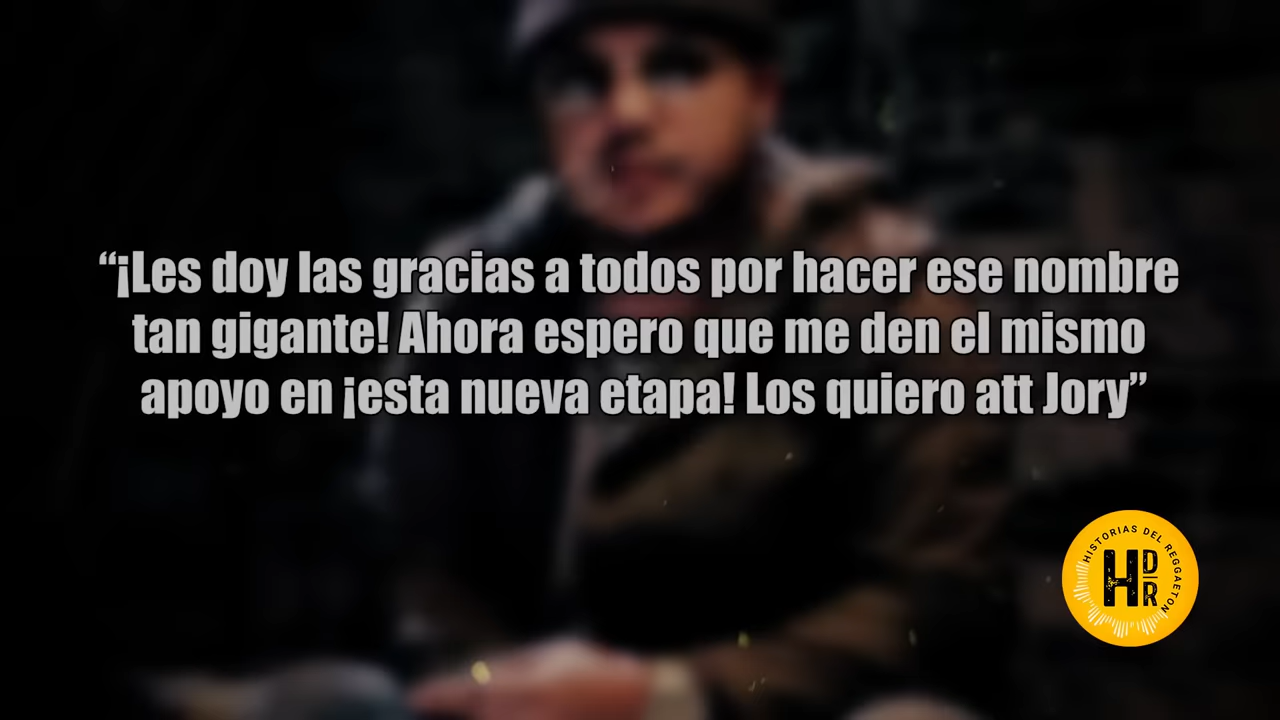 “¡Les doy las gracias a todos por hacer ese nombre
tan gigante! Ahora espero que me den el mismo
apoyo en ¡esta nueva etapa! Los quiero att Jory”
HISTORIAS DEL REGGAETON
HDR